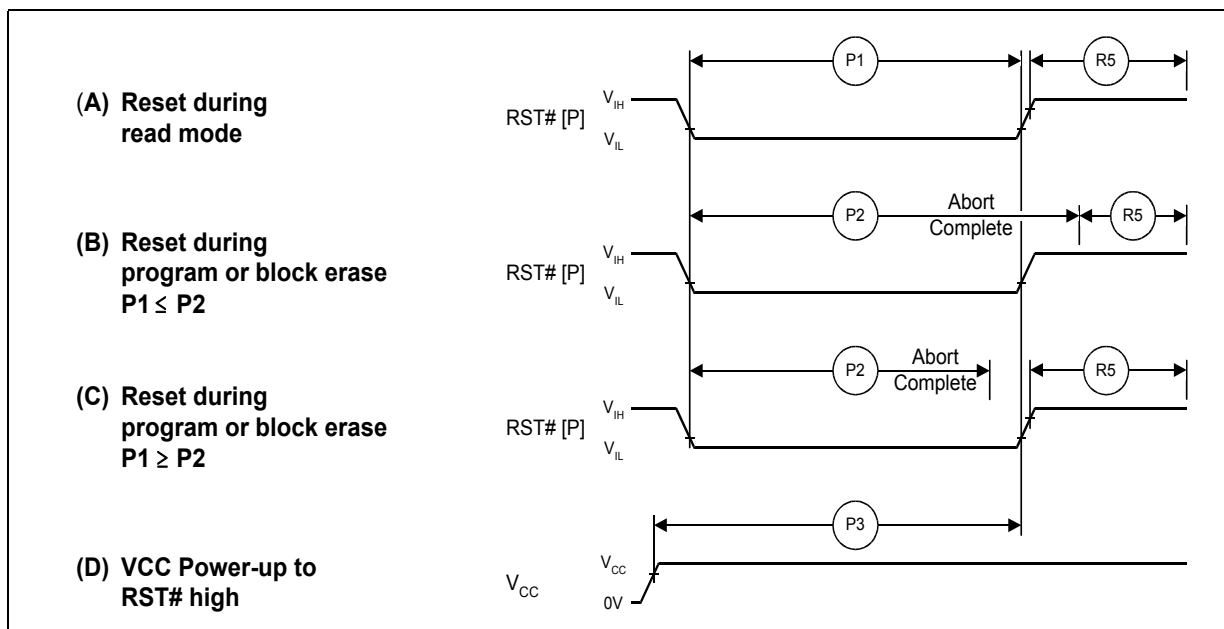 P1
R5
(A) Reset during
read mode
RST# [P]
VIH
VIL
P2
Abort
Complete
R5
(B) Reset during
program or block erase
P1 ≤ P2
RST# [P]
VIH
VIL
P2
Abort
Complete
R5
(C) Reset during
program or block erase
P1 ≥ P2
RST# [P]
VIH
VIL
P3
(D) VCC Power-up to
RST# high
VCC
VCC
0V